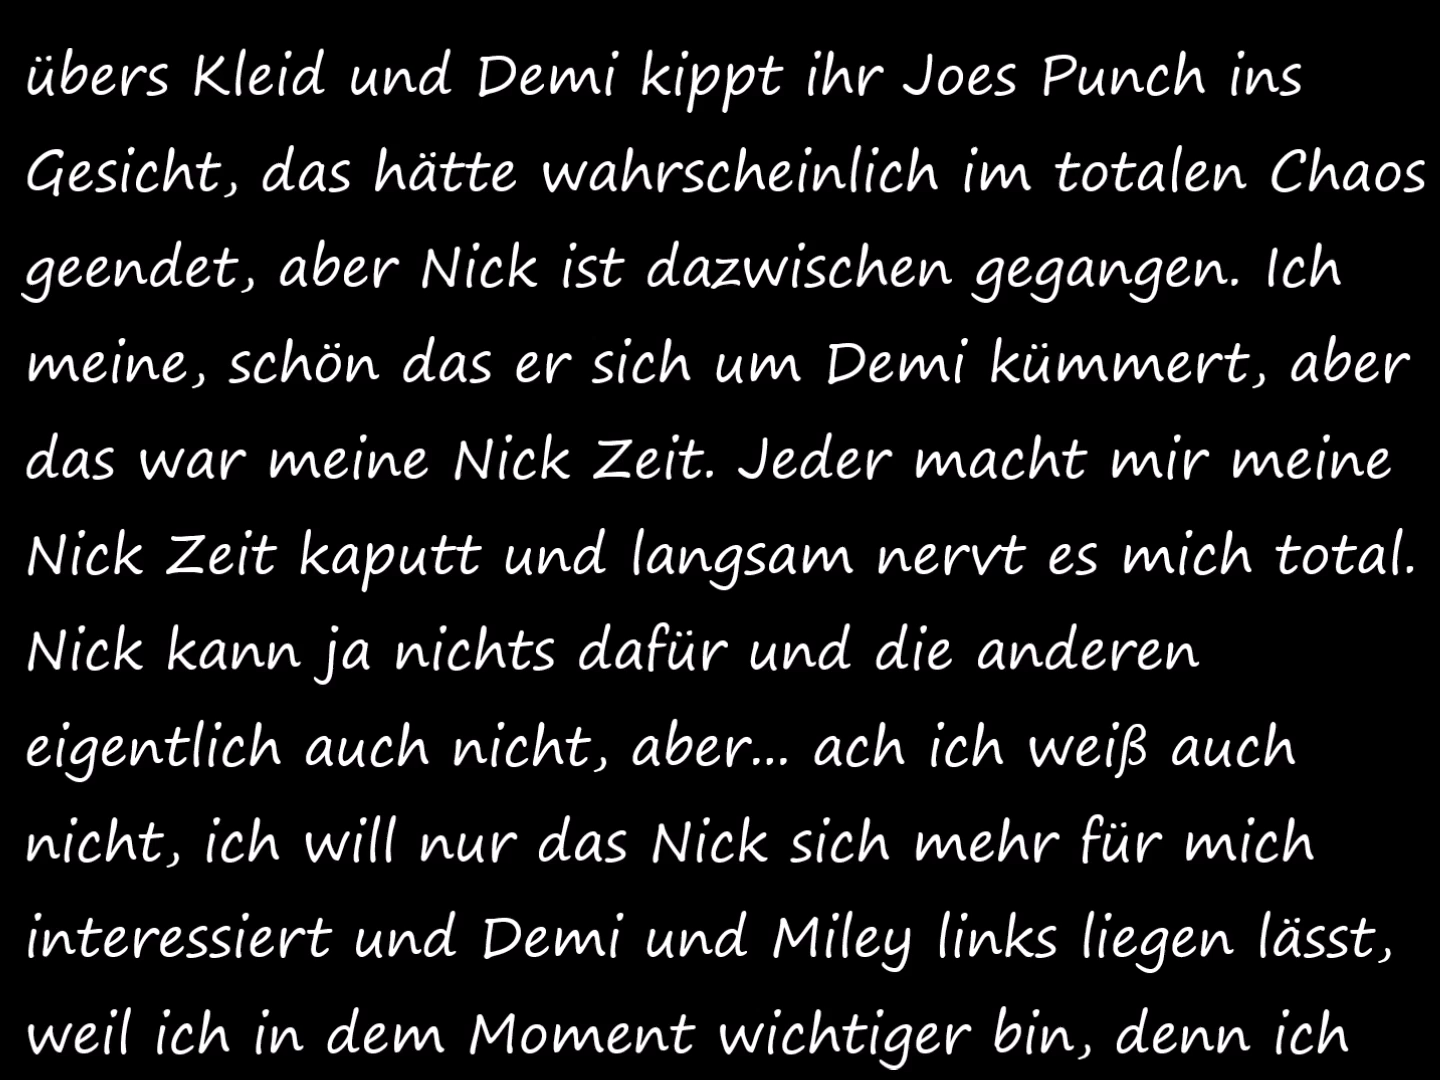 übers Kleid und Demi kippt ihr Joes Punch ins
Gesicht, das hätte wahrscheinlich im totalen Chaos
geendet, aber Nick ist dazwischen gegangen. Ich
meine, schön das er sich um Demi kümmert, aber
das war meine Nick Zeit. Jeder macht mir meine
Nick Zeit kaputt und langsam nervt es mich total.
Nick kann ja nichts dafür und die anderen
eigentlich auch nicht, aber... ach ich weiß auch
nicht, ich will nur das Nick sich mehr für mich
interessiert und Demi und Miley links liegen lässt,
weil ich in dem Moment wichtiger bin, denn ich